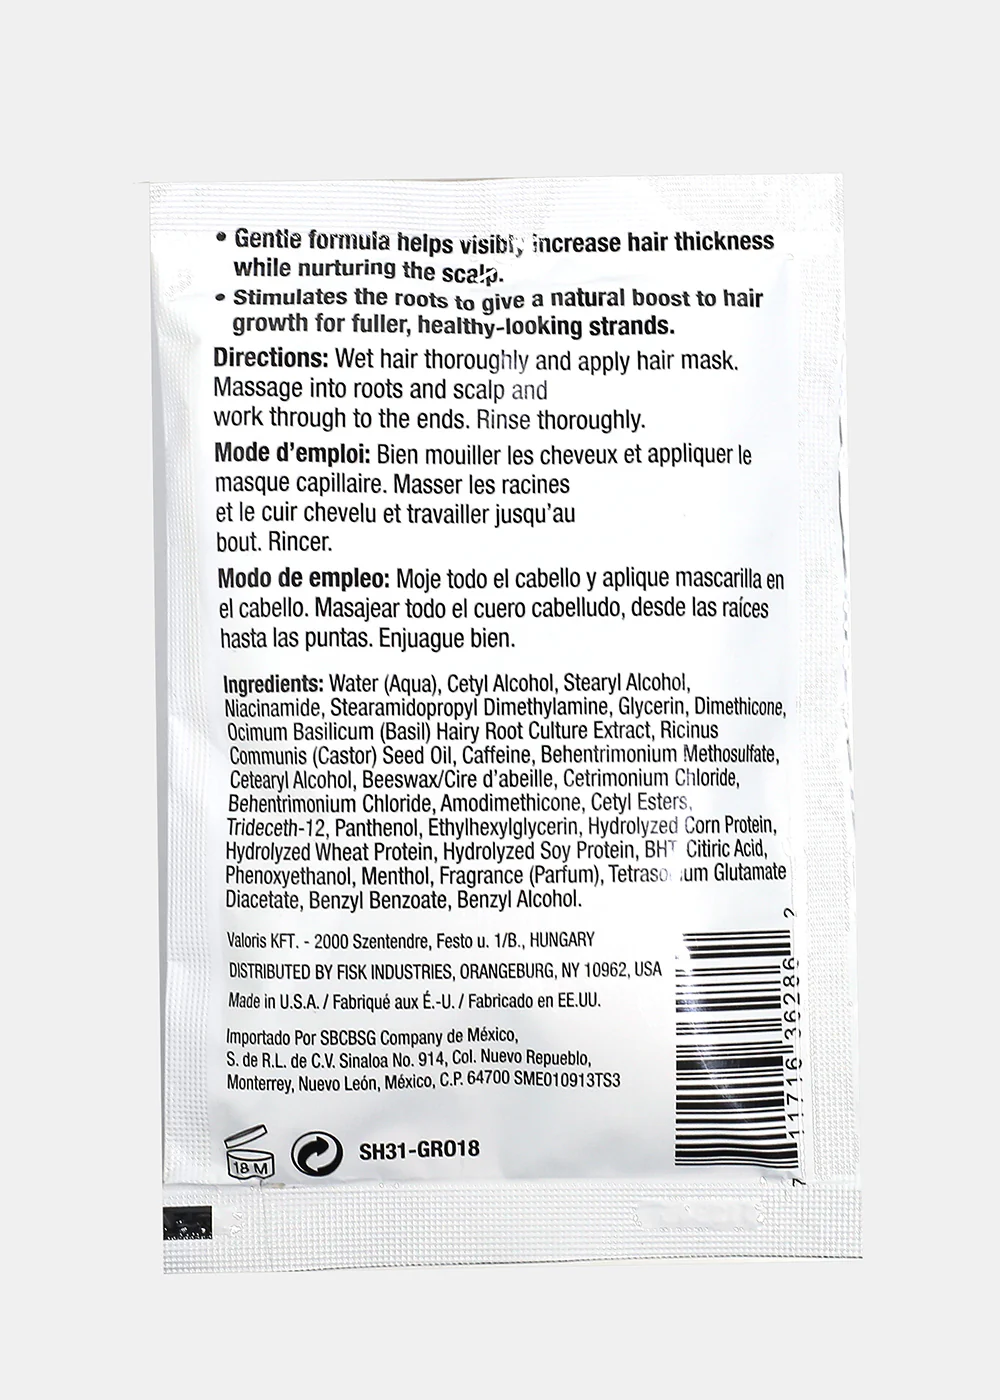 • Gentle formula helps visibly increase hair thickness
while nurturing the scalp.
• Stimulates the roots to give a natural boost to hair
growth for fuller, healthy-looking strands.
Directions: Wet hair thoroughly and apply hair mask.
Massage into roots and scalp and
work through to the ends. Rinse thoroughly.
Mode d'emploi: Bien mouiller les cheveux et appliquer le
masque capillaire. Masser les racines
et le cuir chevelu et travailler jusqu'au
bout. Rincer.
Modo de empleo: Moje todo el cabello y aplique mascarilla en
el cabello. Masajear todo el cuero cabelludo, desde las raíces
hasta las puntas. Enjuague bien.
Ingredients: Water (Aqua), Cetyl Alcohol, Stearyl Alcohol,
Niacinamide, Stearamidopropyl Dimethylamine, Glycerin, Dimethicone,
Ocimum Basilicum (Basil) Hairy Root Culture Extract, Ricinus
Communis (Castor) Seed Oil, Caffeine, Behentrimonium Methosulfate,
Cetearyl Alcohol, Beeswax/Cire d'abeille, Cetrimonium Chloride,
Behentrimonium Chloride, Amodimethicone, Cetyl Esters,
Trideceth-12, Panthenol, Ethylhexylglycerin, Hydrolyzed Corn Protein,
Hydrolyzed Wheat Protein, Hydrolyzed Soy Protein, BHT Citiric Acid,
Phenoxyethanol, Menthol, Fragrance (Parfum), Tetrasodium Glutamate
Diacetate, Benzyl Benzoate, Benzyl Alcohol.
Valoris KFT. - 2000 Szentendre, Festo u. 1/B., HUNGARY
DISTRIBUTED BY FISK INDUSTRIES, ORANGEBURG, NY 10962, USA
Made in U.S.A. / Fabriqué aux É.-U. / Fabricado en EE.UU.
Importado Por SBCBSG Company de México,
S. de R.L. de C.V. Sinaloa No. 914, Col. Nuevo Repueblo,
Monterrey, Nuevo León, México, C.P. 64700 SME010913TS3
18 M
SH31-GRO18
7 11716 36286 2